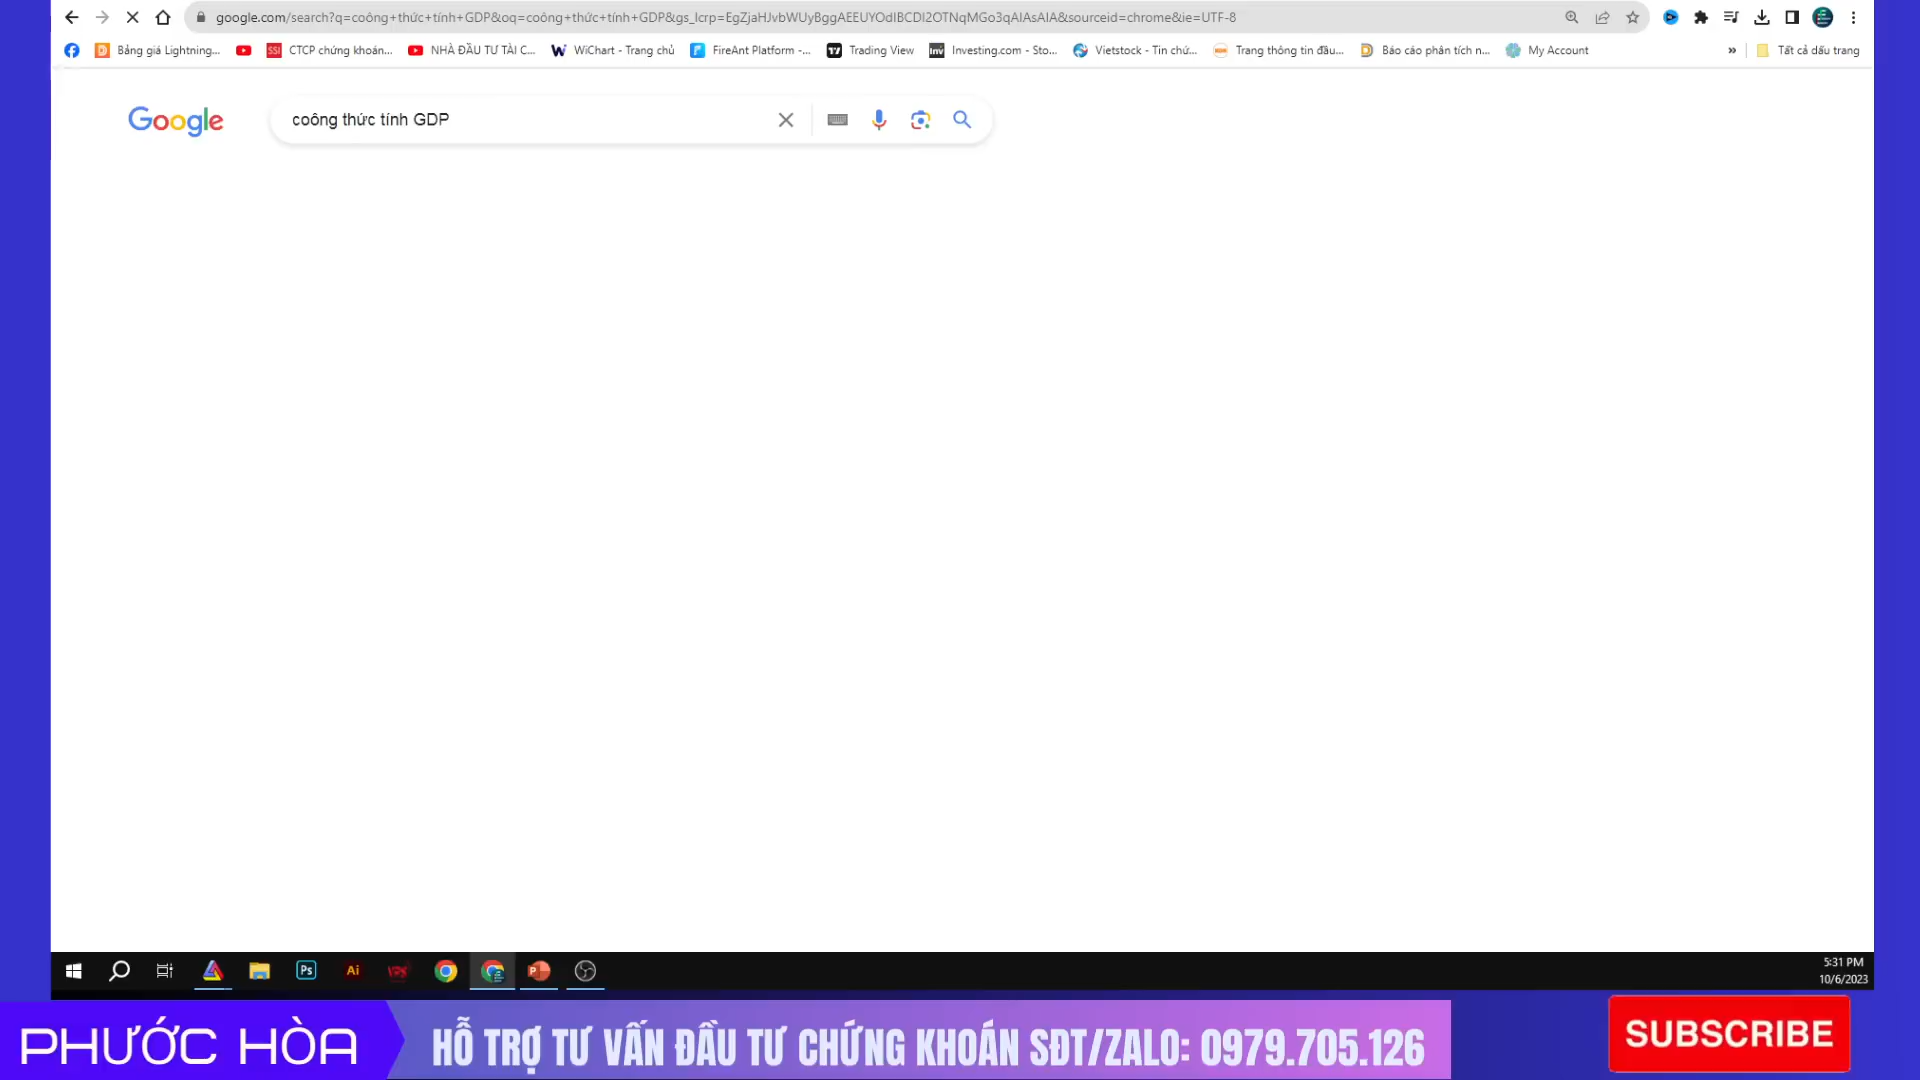 google.com/search?q=coông+thức+tính+GDP&oq=coông+thức+tính+GDP&gs_lcrp=EgZjaHJvbWUyBggAEEUYOdIBCDI2OTNqMGo3qAIAsAIA&sourceid=chrome&ie=UTF-8
Bảng giá Lightning... SSI CTCP chứng khoán... NHÀ ĐẦU TƯ TÀI C... WiChart - Trang chủ FireAnt Platform -... Trading View Inv Investing.com - Sto... Vietstock - Tin chứ... Trang thông tin đầu... Báo cáo phân tích n... My Account » Tất cả dấu trang
Google coông thức tính GDP
Ps Ai
5:31 PM
10/6/2023
PHƯỚC HÒA
HỖ TRỢ TƯ VẤN ĐẦU TƯ CHỨNG KHOÁN SĐT/ZALO: 0979.705.126
SUBSCRIBE